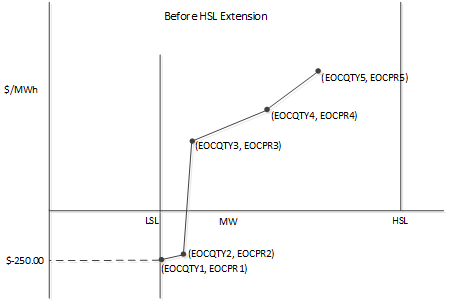 Before HSL Extension
(EOCQTY5, EOCPR5)
$/MWh
(EOCQTY4, EOCPR4)
(EOCQTY3, EOCPR3)
LSL
MW
HSL
(EOCQTY2, EOCPR2)
$-250.00
(EOCQTY1, EOCPR1)